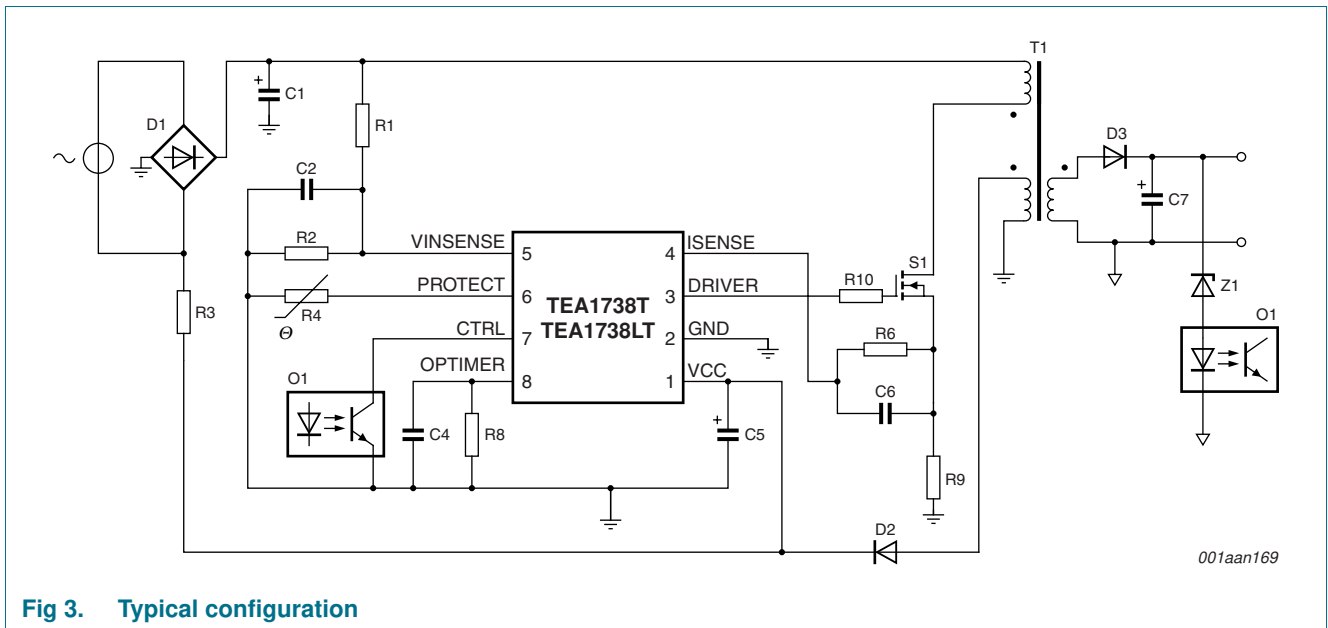 T1
+
C1
D1
R1
D3
C2
+
C7
VINSENSE
ISENSE
R2
5
4
S1
R10
PROTECT
DRIVER
Z1
6
TEA1738T
3
R3
R4
Θ
TEA1738LT
O1
CTRL
GND
7
2
R6
OPTIMER
VCC
O1
8
1
C6
+
C4
R8
C5
R9
D2
001aan169
Fig 3. Typical configuration